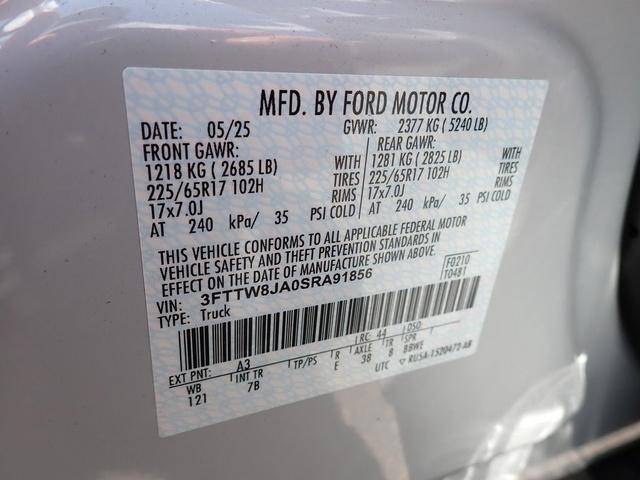 MFD. BY FORD MOTOR CO.
DATE: 05/25 GVWR: 2377 KG ( 5240 LB)
FRONT GAWR: REAR GAWR:
1218 KG ( 2685 LB) WITH 1281 KG ( 2825 LB) WITH
225/65R17 102H TIRES 225/65R17 102H TIRES
17x7.0J RIMS 17x7.0J RIMS
AT 240 kPa/ 35 PSI COLD AT 240 kPa/ 35 PSI COLD
THIS VEHICLE CONFORMS TO ALL APPLICABLE FEDERAL MOTOR
VEHICLE SAFETY AND THEFT PREVENTION STANDARDS IN
EFFECT ON THE DATE OF MANUFACTURE SHOWN ABOVE. F0210
VIN: 3FTTW8JA0SRA91856 T0481
TYPE: Truck
RC: 44 DSO:
EXT PNT: A3 TP/PS R AXLE TR SPR
WB INT TR E 38 8 BBWE
121 7B UTC ▽ RU5A-1520472-AB